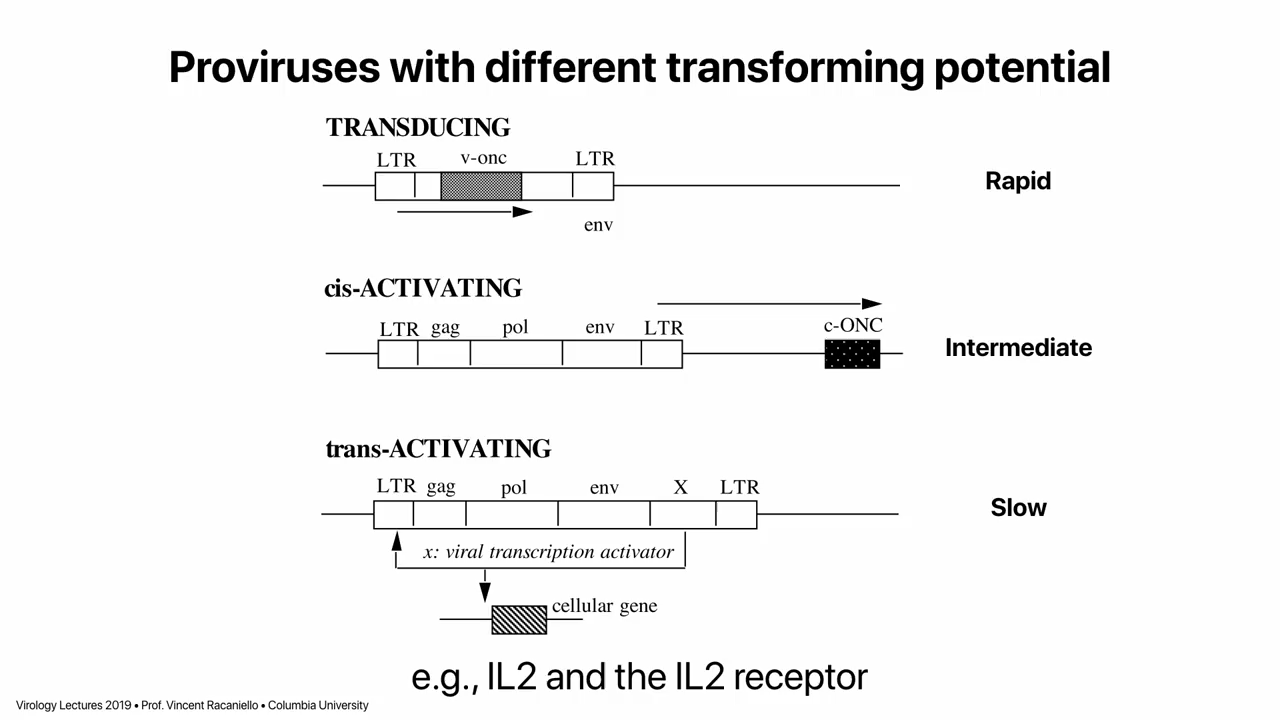 Proviruses with different transforming potential
TRANSDUCING
LTR v-onc LTR
Rapid
env
cis-ACTIVATING
LTR gag pol env LTR c-ONC
Intermediate
trans-ACTIVATING
LTR gag pol env X LTR
Slow
x: viral transcription activator
cellular gene
e.g., IL2 and the IL2 receptor
Virology Lectures 2019 • Prof. Vincent Racaniello • Columbia University